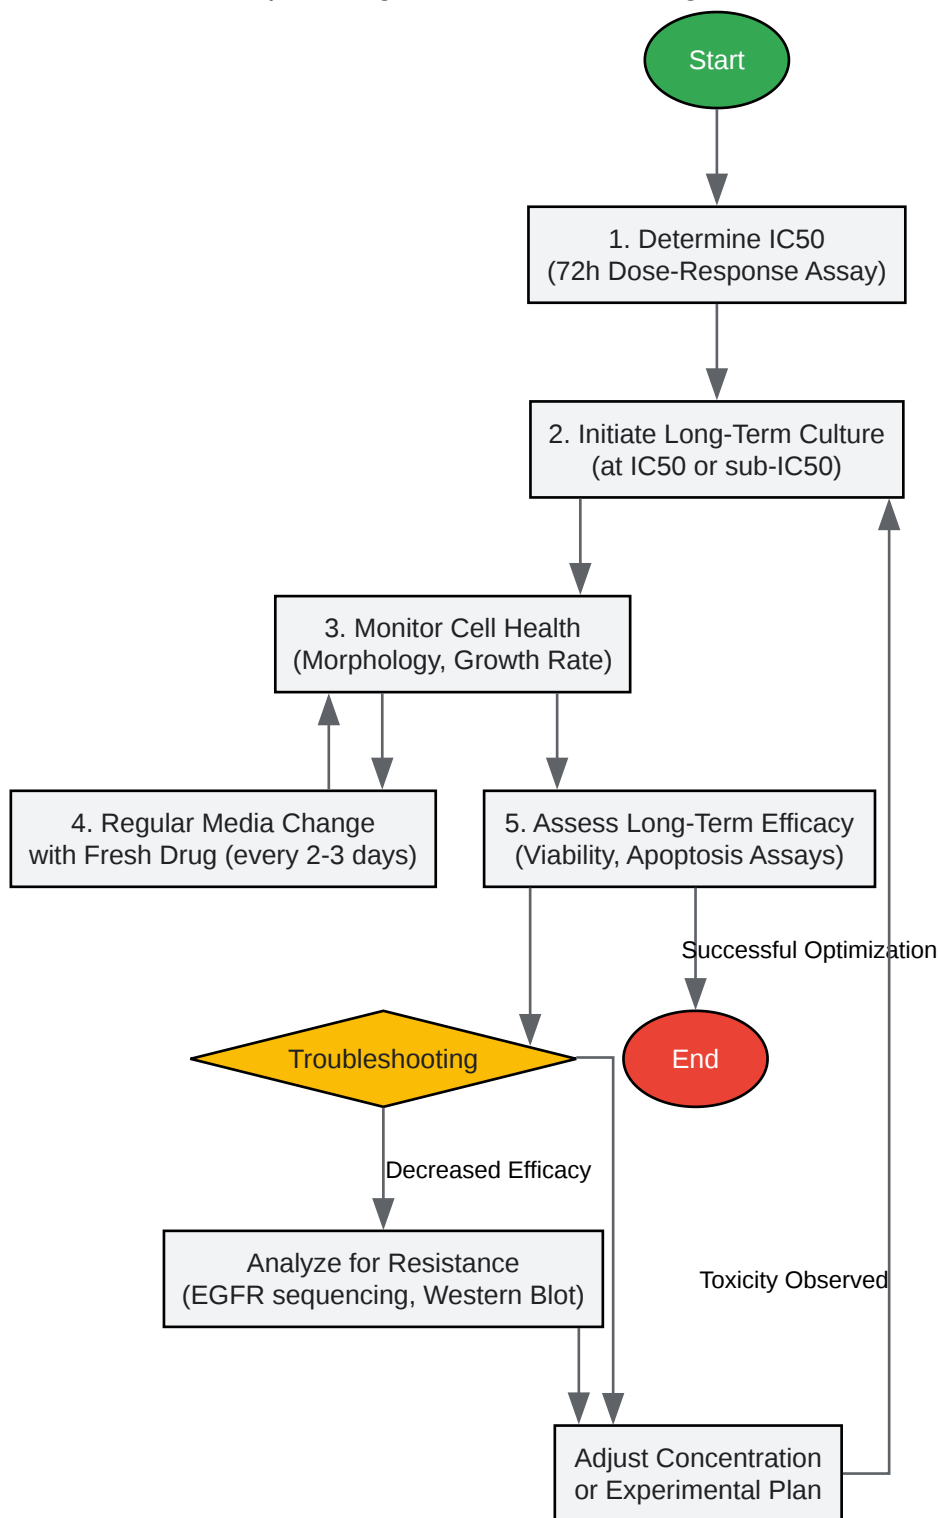 Start
1. Determine IC50
(72h Dose-Response Assay)
2. Initiate Long-Term Culture
(at IC50 or sub-IC50)
3. Monitor Cell Health
(Morphology, Growth Rate)
4. Regular Media Change
with Fresh Drug (every 2-3 days)
5. Assess Long-Term Efficacy
(Viability, Apoptosis Assays)
Successful Optimization
Troubleshooting
End
Decreased Efficacy
Analyze for Resistance
(EGFR sequencing, Western Blot)
Toxicity Observed
Adjust Concentration
or Experimental Plan